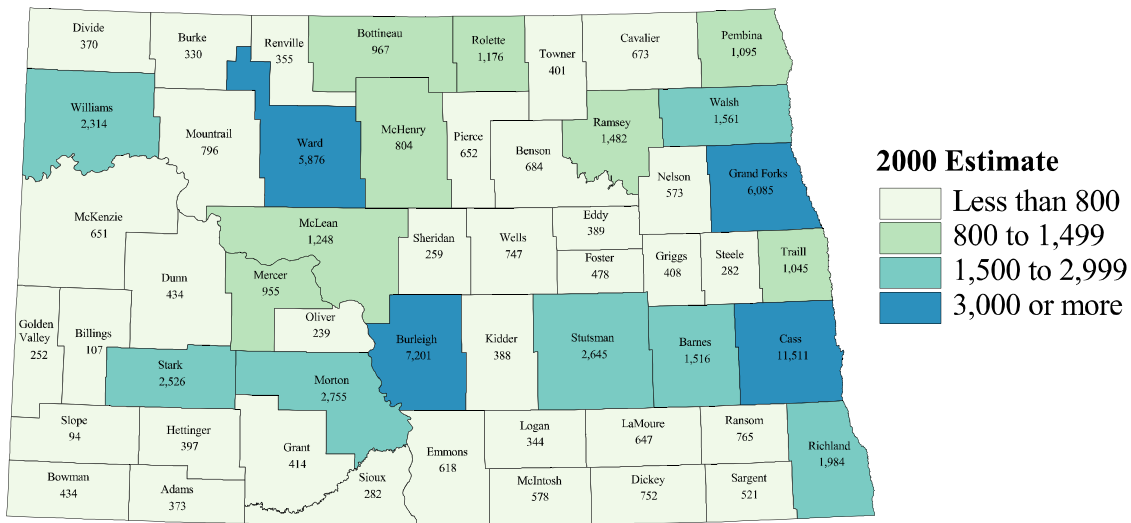 Divide
370
Burke
330
Renville
355
Bottineau
967
Rolette
1,176
Towner
401
Cavalier
673
Pembina
1,095
Williams
2,314
Mountrail
796
Ward
5,876
McHenry
804
Pierce
652
Benson
684
Ramsey
1,482
Walsh
1,561
Nelson
573
Grand Forks
6,085
McKenzie
651
Dunn
434
McLean
1,248
Mercer
955
Oliver
239
Sheridan
259
Wells
747
Eddy
389
Foster
478
Griggs
408
Steele
282
Traill
1,045
Golden
Valley
252
Billings
107
Stark
2,526
Morton
2,755
Burleigh
7,201
Kidder
388
Stutsman
2,645
Barnes
1,516
Cass
11,511
Slope
94
Hettinger
397
Grant
414
Bowman
434
Adams
373
Sioux
282
Emmons
618
Logan
344
LaMoure
647
Ransom
765
Richland
1,984
McIntosh
578
Dickey
752
Sargent
521
2000 Estimate
Less than 800
800 to 1,499
1,500 to 2,999
3,000 or more